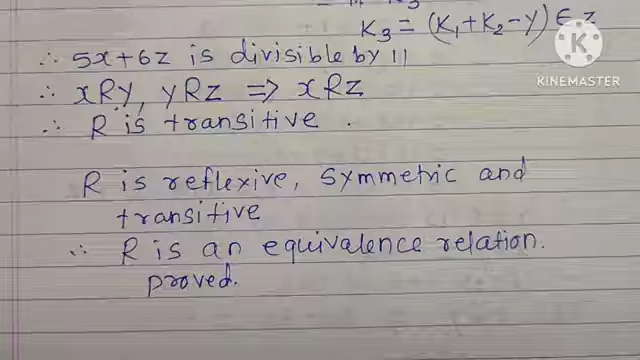 K₃ = (K₁+K₂-y) ∈ z
∴ 5x+6z is divisible by 11
∴ xRy, yRz => xRz
∴ R is transitive .
R is reflexive, symmetric and
transitive
∴ R is an equivalence relation.
proved.
K
KINEMASTER